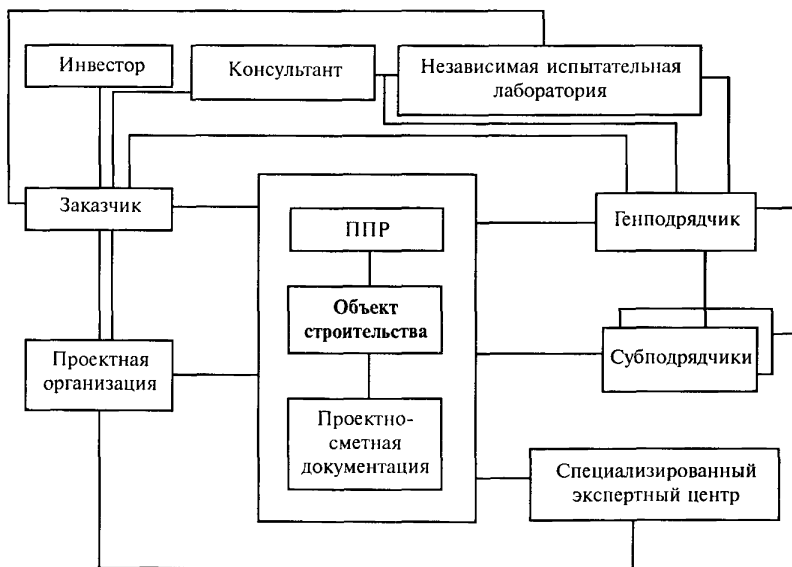 Инвестор
Консультант
Независимая испытательная
лаборатория
Заказчик
ППР
Генподрядчик
Объект
строительства
Проектная
организация
Субподрядчики
Проектно-
сметная
документация
Специализированный
экспертный центр